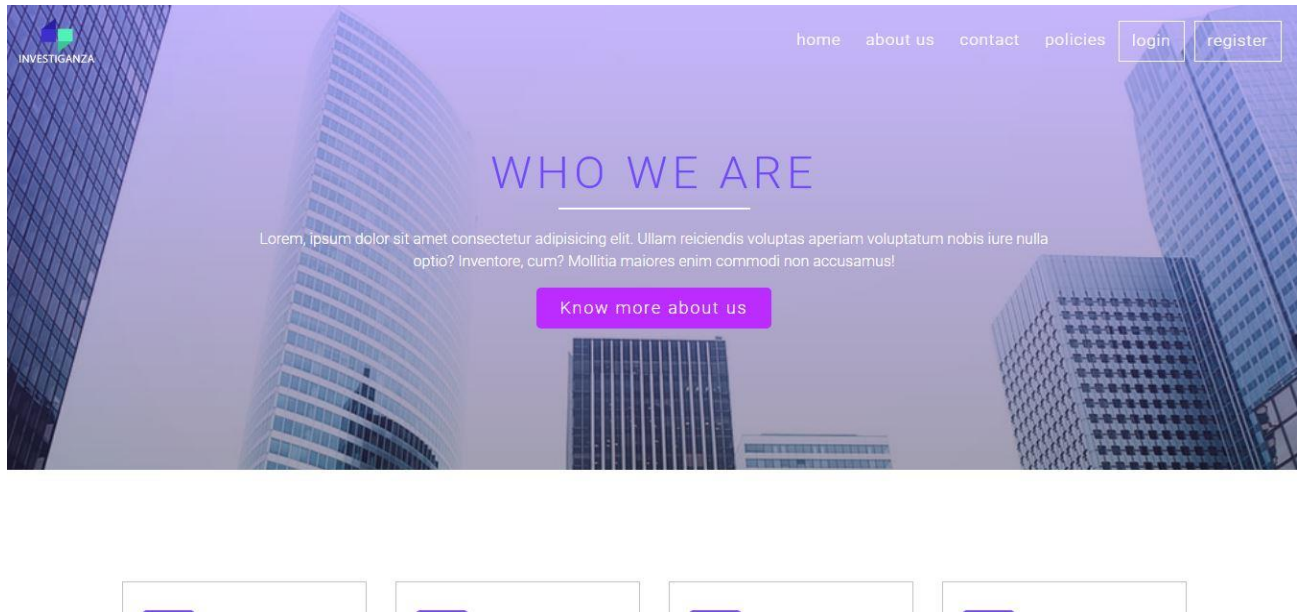 INVESTIGANZA
home about us contact policies login register
WHO WE ARE
Lorem, ipsum dolor sit amet consectetur adipisicing elit. Ullam reiciendis voluptas aperiam voluptatum nobis iure nulla
optio? Inventore, cum? Mollitia maiores enim commodi non accusamus!
Know more about us